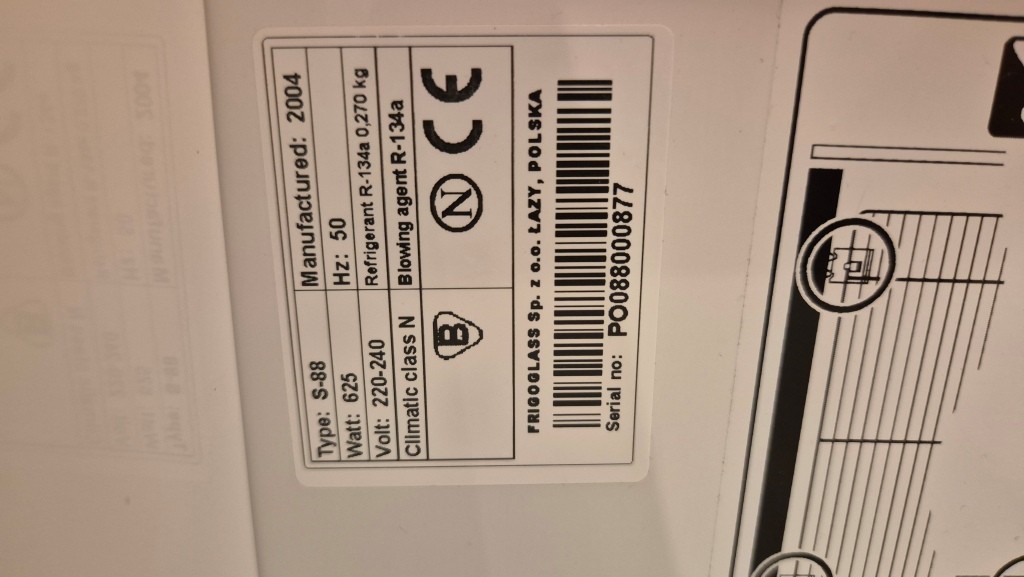 Type: S-88 Manufactured: 2004
Watt: 625 Hz: 50
Volt: 220-240 Refrigerant R-134a 0,270 kg
Climatic class N Blowing agent R-134a
B N CE
FRIGOGLASS Sp. z o.o. ŁAZY, POLSKA
Serial no: PO088000877